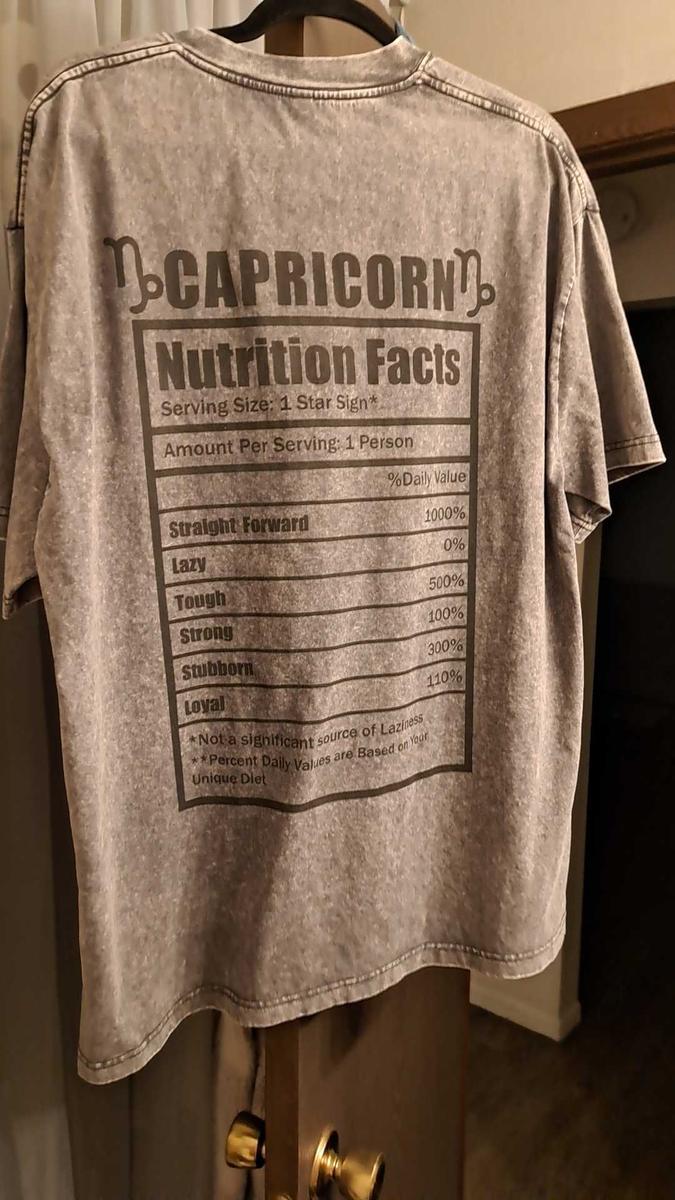 ♑CAPRICORN♑
Nutrition Facts
Serving Size: 1 Star Sign*
Amount Per Serving: 1 Person
%Daily Value
Straight Forward 1000%
Lazy 0%
Tough 500%
Strong 100%
Stubborn 300%
Loyal 110%
*Not a significant source of Laziness
**Percent Daily Values are Based on Your
Unique Diet